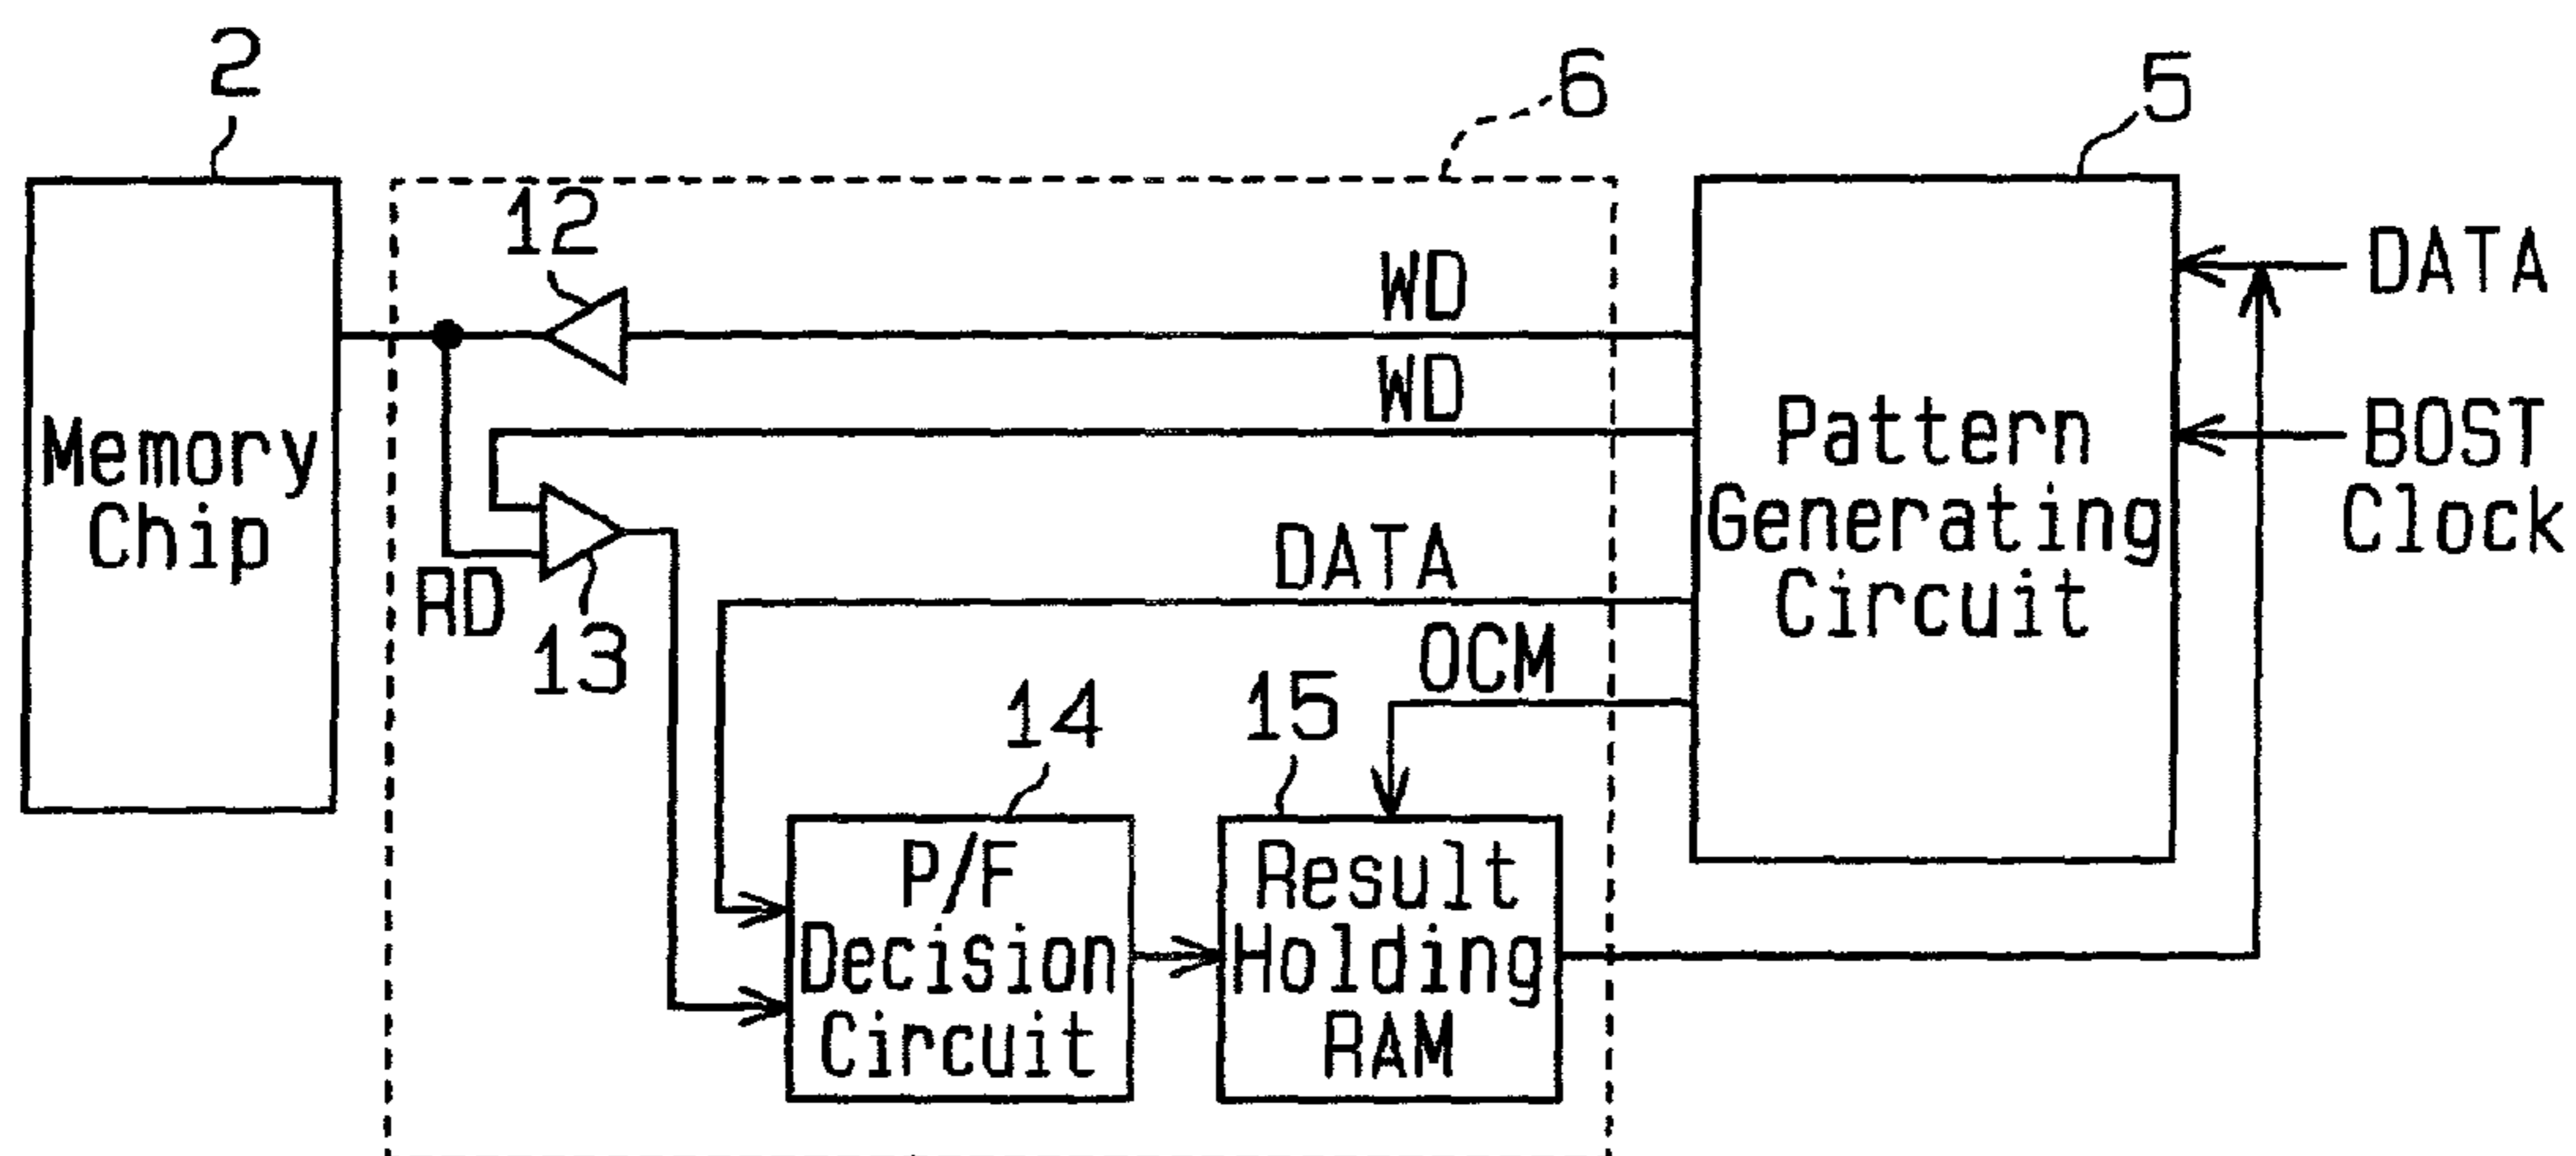 2
6
5
12
WD
DATA
WD
Memory
Chip
Pattern
Generating
Circuit
BOST
Clock
RD
13
DATA
OCM
14
15
P/F
Decision
Circuit
Result
Holding
RAM